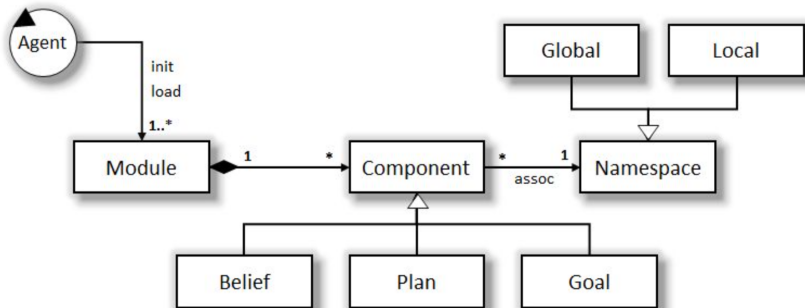 Agent
Global
Local
init
load
1..*
Module
1
*
Component
*
1
assoc
Namespace
Belief
Plan
Goal